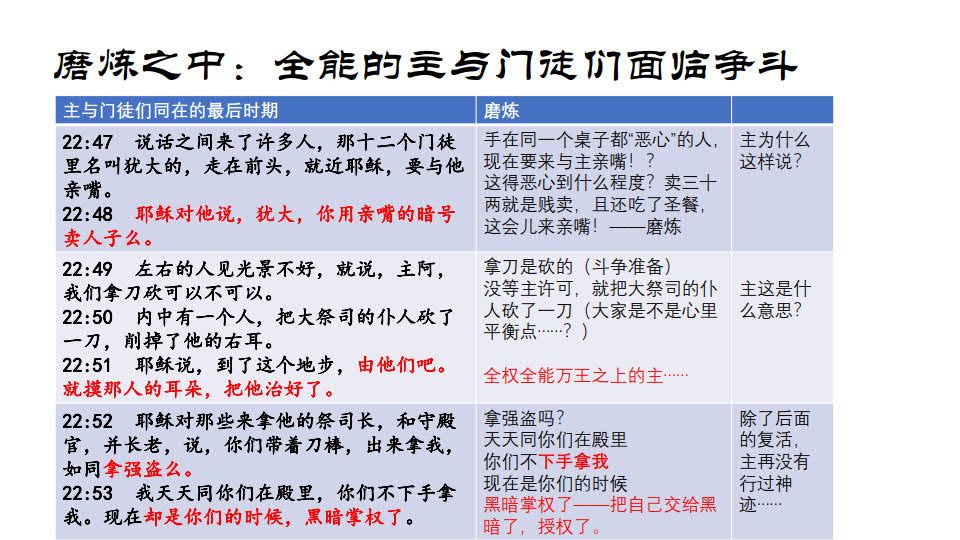 磨炼之中：全能的主与门徒们面临争斗
主与门徒们同在的最后时期
磨炼
22:47 说话之间来了许多人，那十二个门徒
里名叫犹大的，走在前头，就近耶稣，要与他
亲嘴。
22:48 耶稣对他说，犹大，你用亲嘴的暗号
卖人子么。
手在同一个桌子都“恶心”的人，
现在要来与主亲嘴！？
这得恶心到什么程度？卖三十
两就是贱卖，且还吃了圣餐，
这会儿来亲嘴！——磨炼
主为什么
这样说？
22:49 左右的人见光景不好，就说，主阿，
我们拿刀砍可以不可以。
22:50 内中有一个人，把大祭司的仆人砍了
一刀，削掉了他的右耳。
22:51 耶稣说，到了这个地步，由他们吧。
就摸那人的耳朵，把他治好了。
拿刀是砍的（斗争准备）
没等主许可，就把大祭司的仆
人砍了一刀（大家是不是心里
平衡点……？）
全权全能万王之上的主……
主这是什
么意思？
22:52 耶稣对那些来拿他的祭司长，和守殿
官，并长老，说，你们带着刀棒，出来拿我，
如同拿强盗么。
22:53 我天天同你们在殿里，你们不下手拿
我。现在却是你们的时候，黑暗掌权了。
拿强盗吗？
天天同你们在殿里
你们不下手拿我
现在是你们的时候
黑暗掌权了——把自己交给黑
暗了，授权了。
除了后面
的复活，
主再没有
行过神
迹……